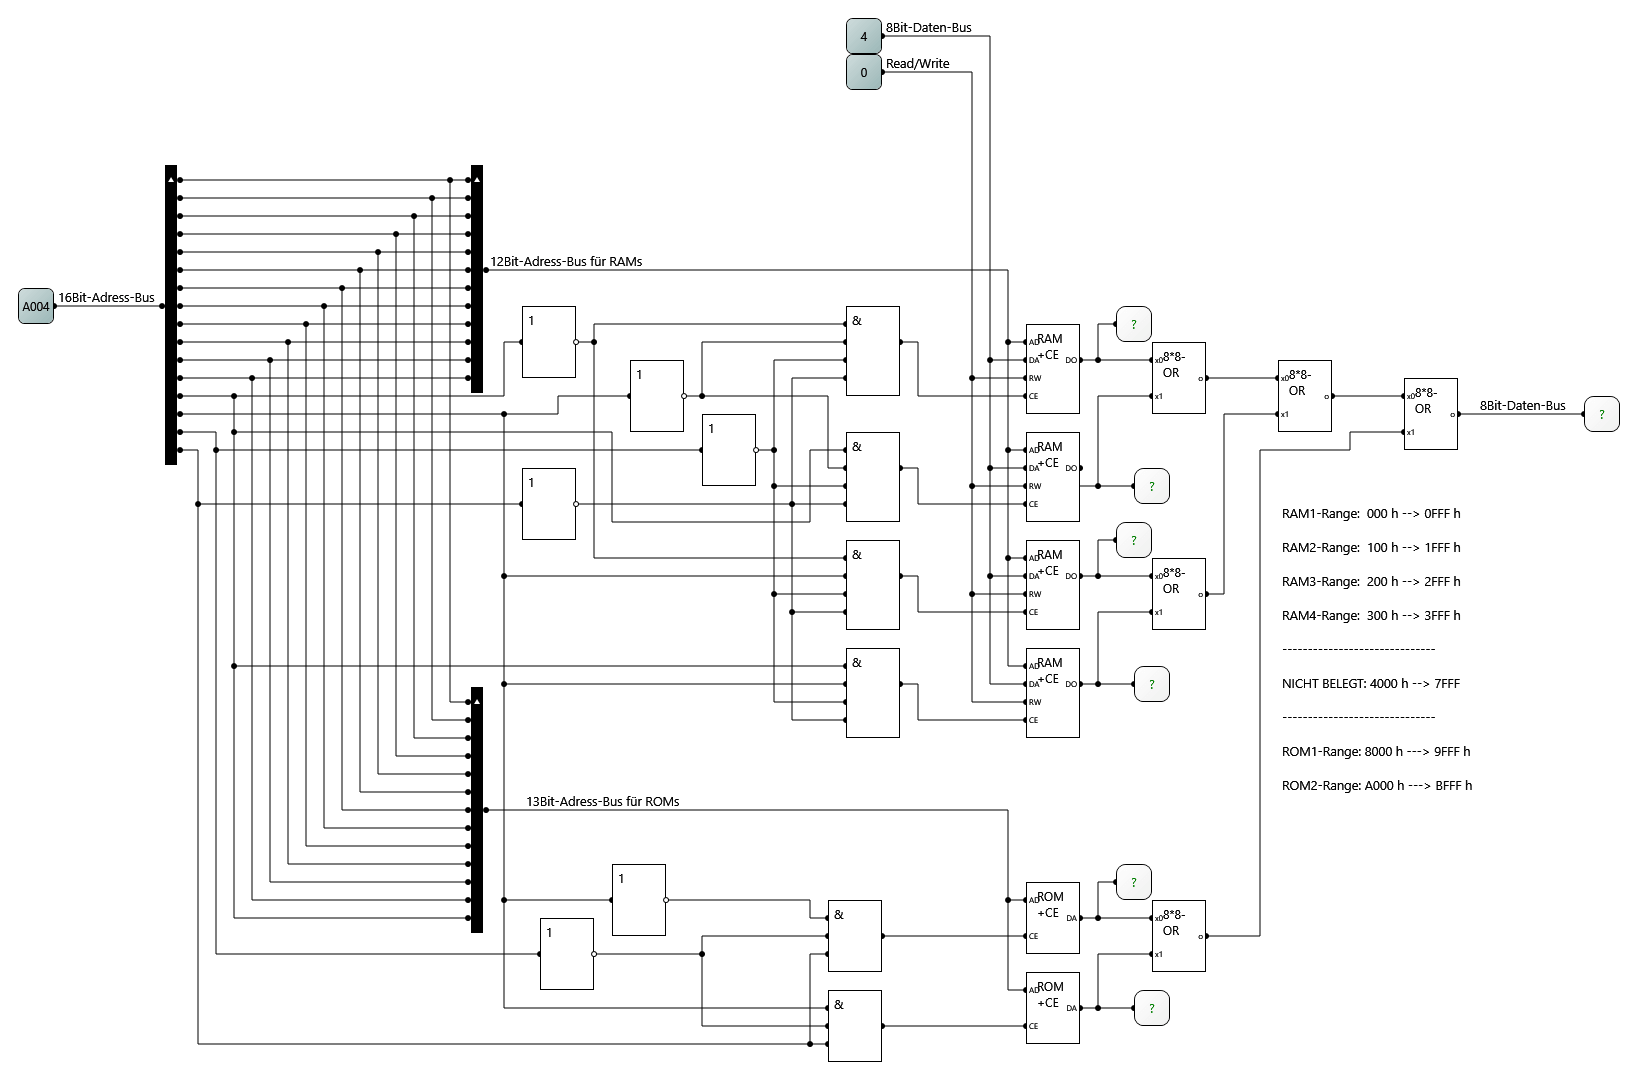 4
8Bit-Daten-Bus
0
Read/Write
A004
16Bit-Adress-Bus
12Bit-Adress-Bus für RAMs
1
1
1
1
&
&
&
&
RAM
+CE
AD
DA
RW
CE
DO
?
8*8-
OR
x0
x1
o
RAM
+CE
AD
DA
RW
CE
DO
?
RAM
+CE
AD
DA
RW
CE
DO
?
8*8-
OR
x0
x1
o
RAM
+CE
AD
DA
RW
CE
DO
?
8*8-
OR
x0
x1
o
8*8-
OR
x0
x1
o
8Bit-Daten-Bus
?
RAM1-Range: 000 h --> 0FFF h
RAM2-Range: 100 h --> 1FFF h
RAM3-Range: 200 h --> 2FFF h
RAM4-Range: 300 h --> 3FFF h
------------------------------
NICHT BELEGT: 4000 h --> 7FFF
------------------------------
ROM1-Range: 8000 h ---> 9FFF h
ROM2-Range: A000 h ---> BFFF h
13Bit-Adress-Bus für ROMs
1
1
&
&
ROM
+CE
AD
CE
DA
?
8*8-
OR
x0
x1
o
ROM
+CE
AD
CE
DA
?